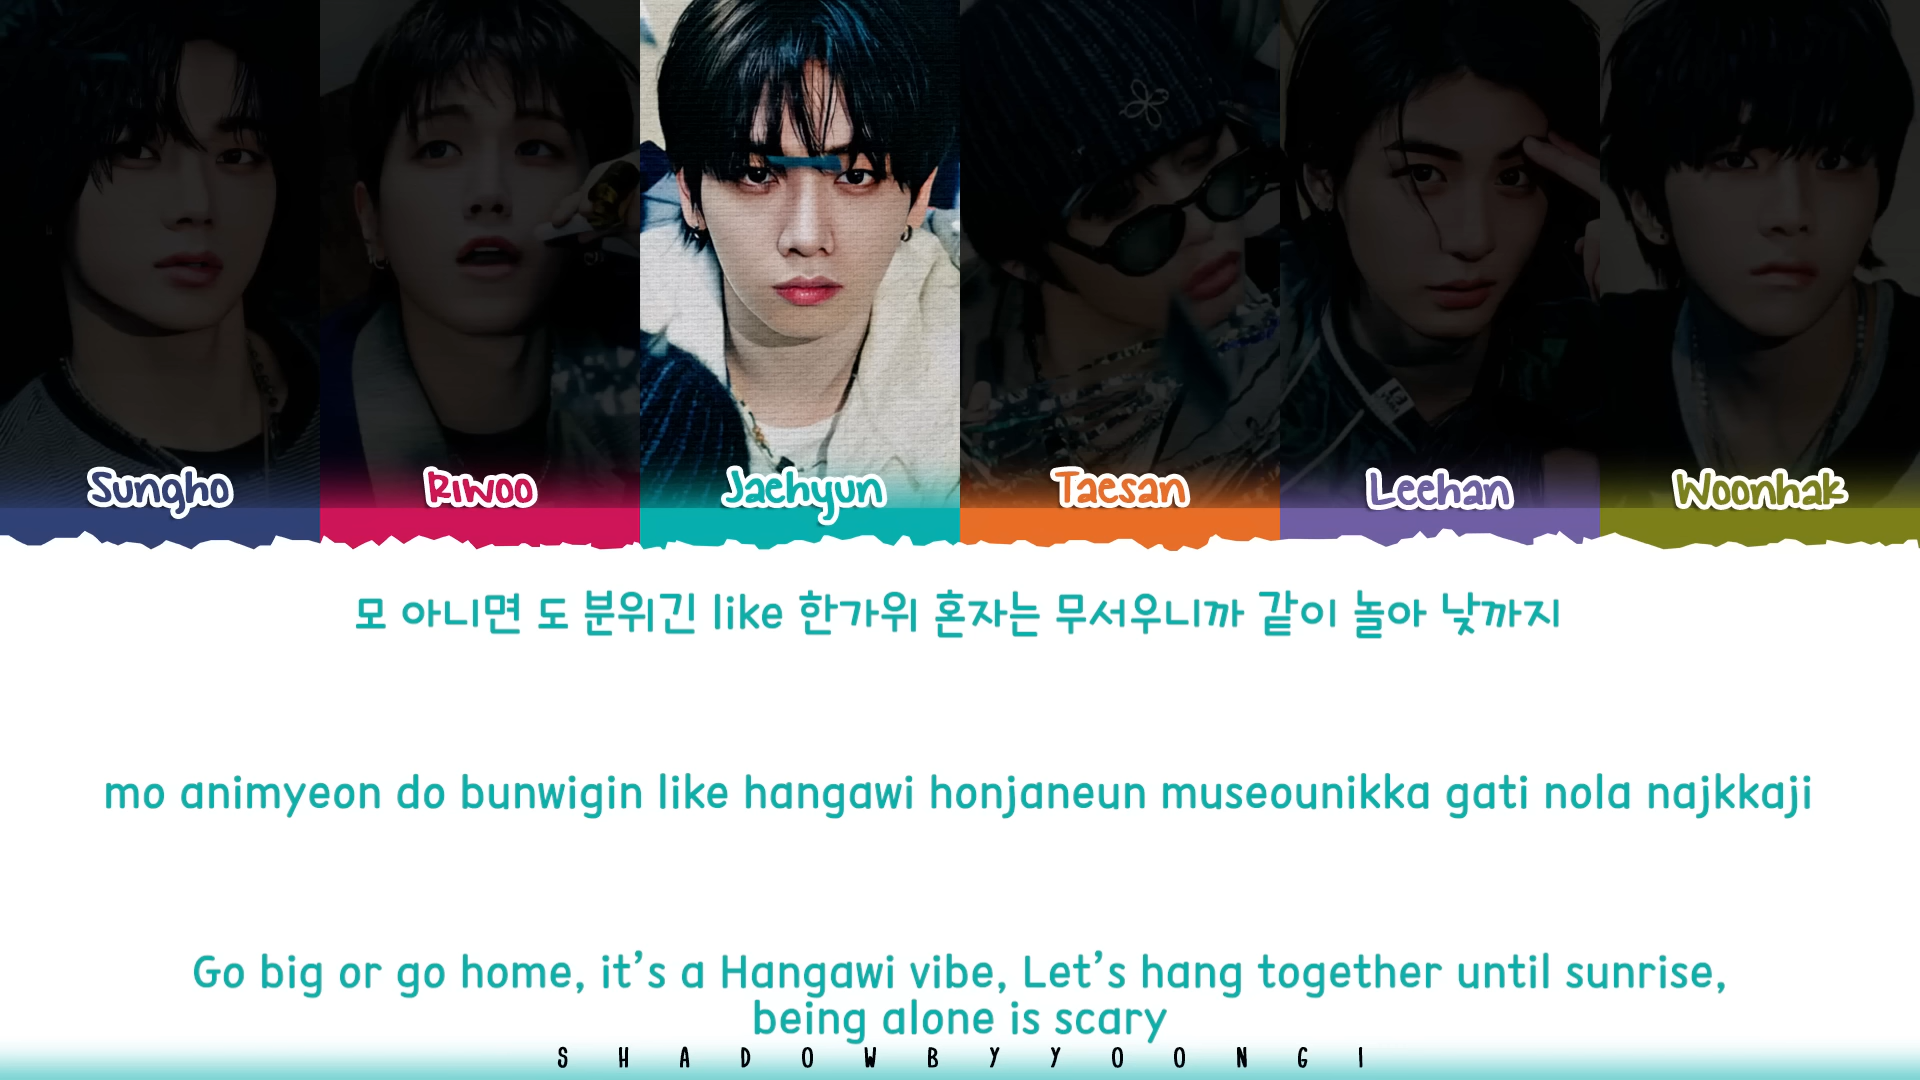 Sungho
Riwoo
Jaehyun
Taesan
Leehan
Woonhak
모 아니면 도 분위긴 like 한가위 혼자는 무서우니까 같이 놀아 낮까지
mo animyeon do bunwigin like hangawi honjaneun museounikka gati nola najkkaji
Go big or go home, it's a Hangawi vibe, Let's hang together until sunrise,
being alone is scary
SHADOWBYYOONGI